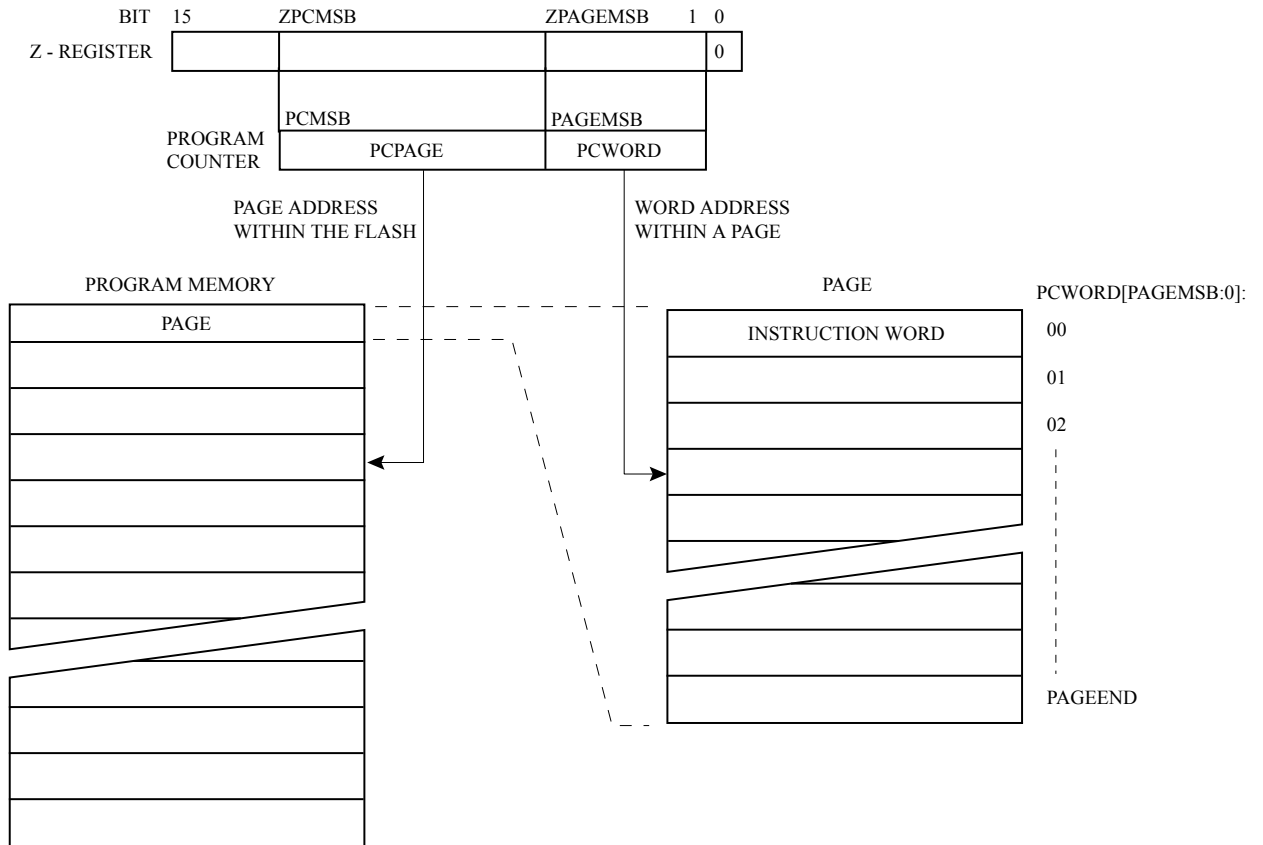 BIT 15 ZPCMSB ZPAGEMSB 1 0
Z - REGISTER 0
PCMSB PAGEMSB
PROGRAM
COUNTER
PCPAGE PCWORD
PAGE ADDRESS
WITHIN THE FLASH
WORD ADDRESS
WITHIN A PAGE
PROGRAM MEMORY
PAGE
PAGE
PCWORD[PAGEMSB:0]:
INSTRUCTION WORD
00
01
02
PAGEEND